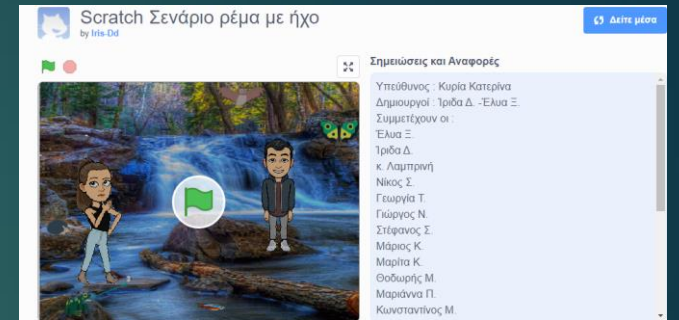 Scratch Σενάριο ρέμα με ήχο
by Iris-Dd
Δείτε μέσα
Σημειώσεις και Αναφορές
Υπεύθυνος : Κυρία Κατερίνα
Δημιουργοί : Ίριδα Δ. -Έλυα Ξ.
Συμμετέχουν οι :
Έλυα Ξ.
Ίριδα Δ.
κ. Λαμπρινή
Νίκος Σ.
Γεωργία Τ.
Γιώργος Ν.
Στέφανος Σ.
Μάριος Κ.
Μαρίτα Κ.
Θοδωρής Μ.
Μαριάννα Π.
Κωνσταντίνος Μ.